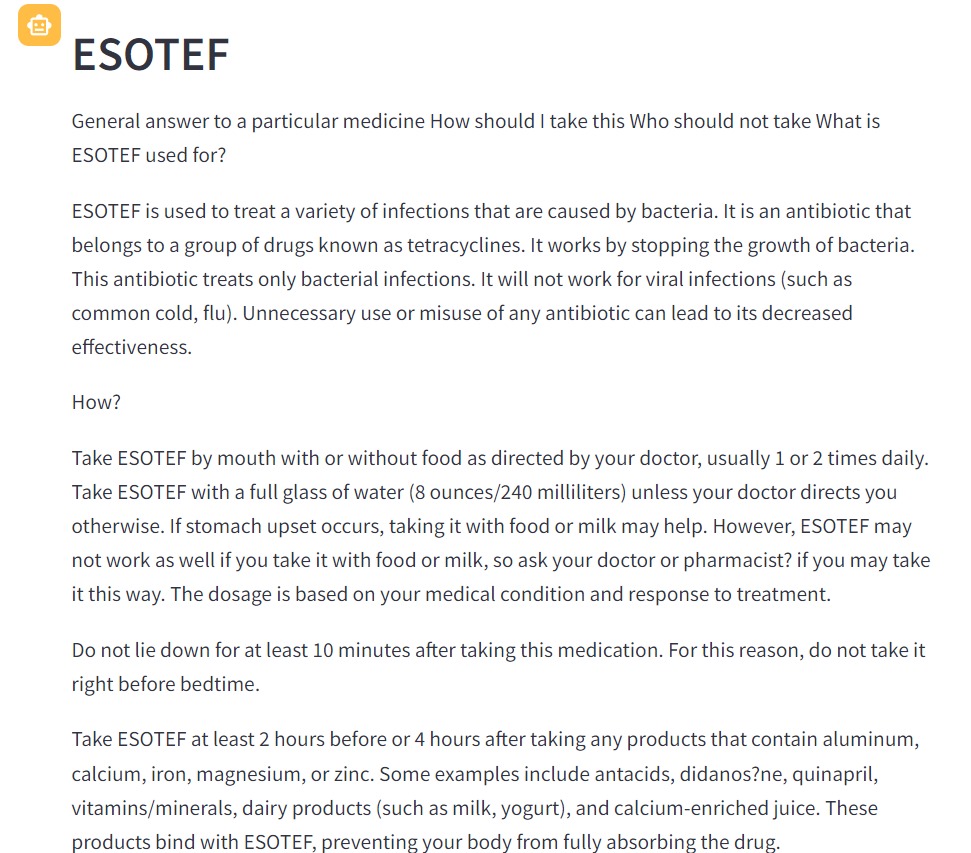 ESOTEF
General answer to a particular medicine How should I take this Who should not take What is
ESOTEF used for?
ESOTEF is used to treat a variety of infections that are caused by bacteria. It is an antibiotic that
belongs to a group of drugs known as tetracyclines. It works by stopping the growth of bacteria.
This antibiotic treats only bacterial infections. It will not work for viral infections (such as
common cold, flu). Unnecessary use or misuse of any antibiotic can lead to its decreased
effectiveness.
How?
Take ESOTEF by mouth with or without food as directed by your doctor, usually 1 or 2 times daily.
Take ESOTEF with a full glass of water (8 ounces/240 milliliters) unless your doctor directs you
otherwise. If stomach upset occurs, taking it with food or milk may help. However, ESOTEF may
not work as well if you take it with food or milk, so ask your doctor or pharmacist? if you may take
it this way. The dosage is based on your medical condition and response to treatment.
Do not lie down for at least 10 minutes after taking this medication. For this reason, do not take it
right before bedtime.
Take ESOTEF at least 2 hours before or 4 hours after taking any products that contain aluminum,
calcium, iron, magnesium, or zinc. Some examples include antacids, didanos?ne, quinapril,
vitamins/minerals, dairy products (such as milk, yogurt), and calcium-enriched juice. These
products bind with ESOTEF, preventing your body from fully absorbing the drug.